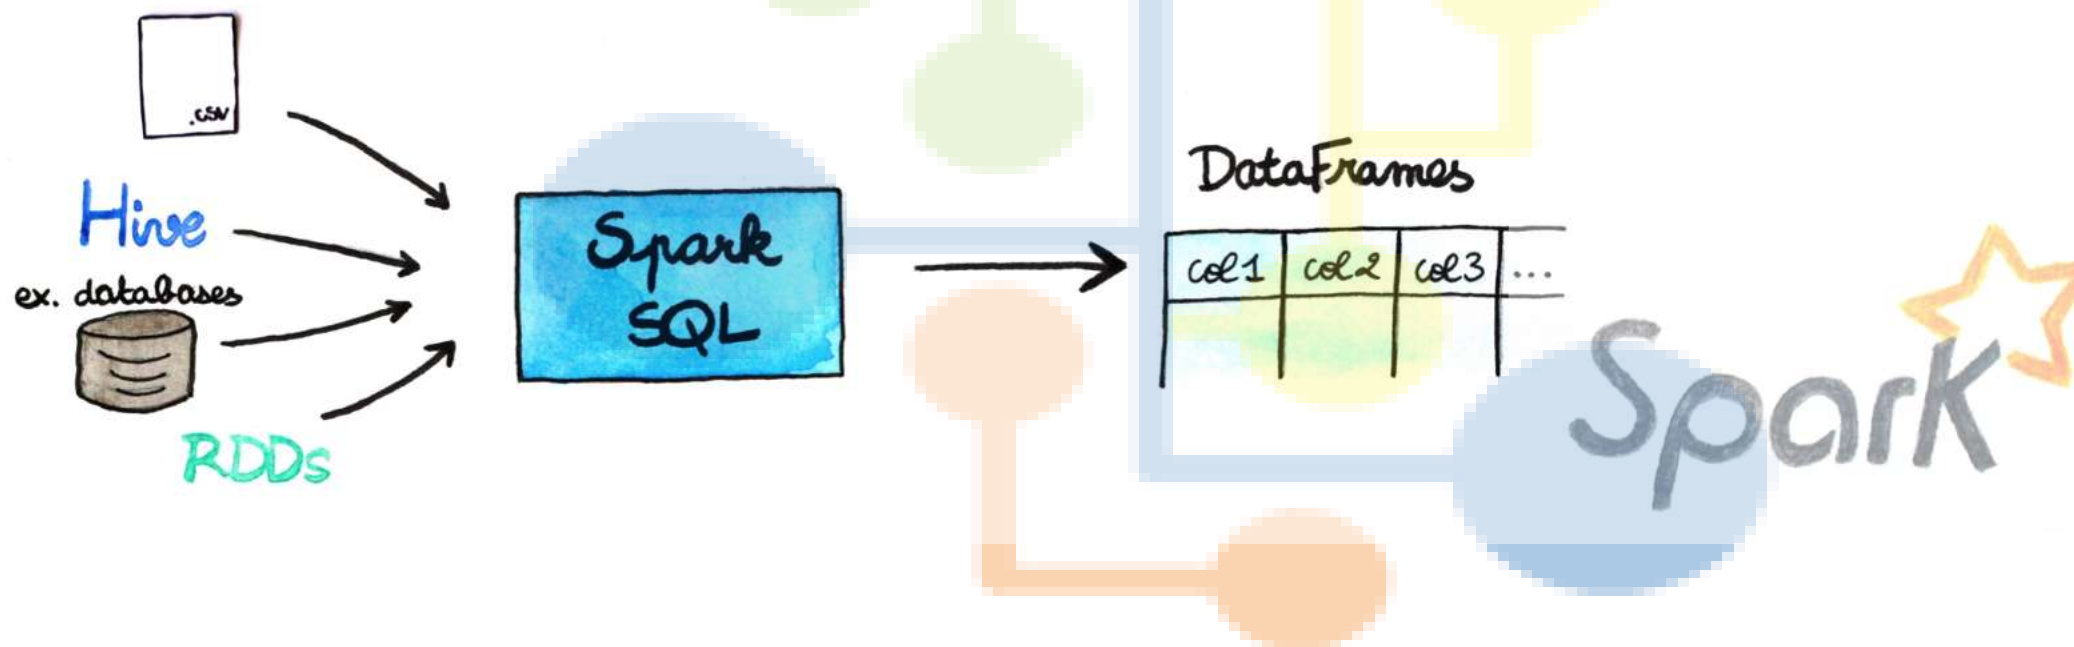 .csv
Hive
ex. databases
RDDs
Spark
SQL
DataFrames
col1 col2 col3 ...
Spark